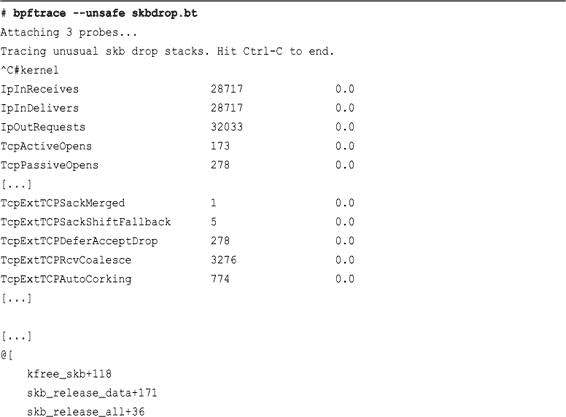 # bpftrace --unsafe skbdrop.bt
Attaching 3 probes...
Tracing unusual skb drop stacks. Hit Ctrl-C to end.
^C#kernel
IpInReceives 28717 0.0
IpInDelivers 28717 0.0
IpOutRequests 32033 0.0
TcpActiveOpens 173 0.0
TcpPassiveOpens 278 0.0
[...]
TcpExtTCPSackMerged 1 0.0
TcpExtTCPSackShiftFallback 5 0.0
TcpExtTCPDeferAcceptDrop 278 0.0
TcpExtTCPRcvCoalesce 3276 0.0
TcpExtTCPAutoCorking 774 0.0
[...]
[...]
@[
kfree_skb+118
skb_release_data+171
skb_release_all+36